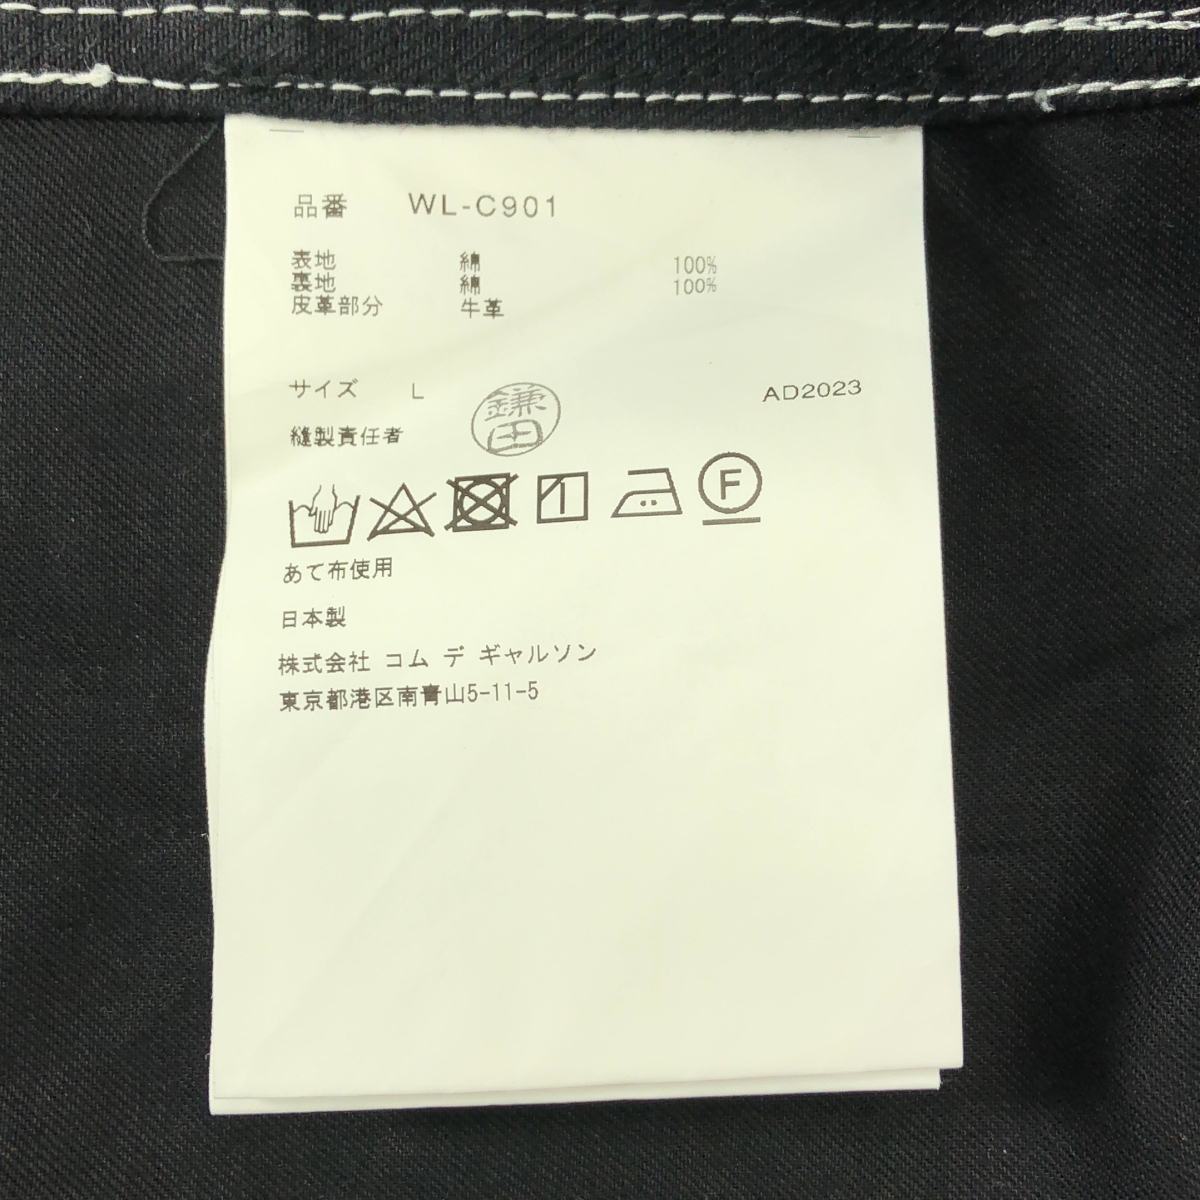 品番 WL-C901
表地 綿 100%
裏地 綿 100%
皮革部分 牛革
サイズ L AD2023
縫製責任者 鎌田
F
あて布使用
日本製
株式会社 コム デ ギャルソン
東京都港区南青山5-11-5